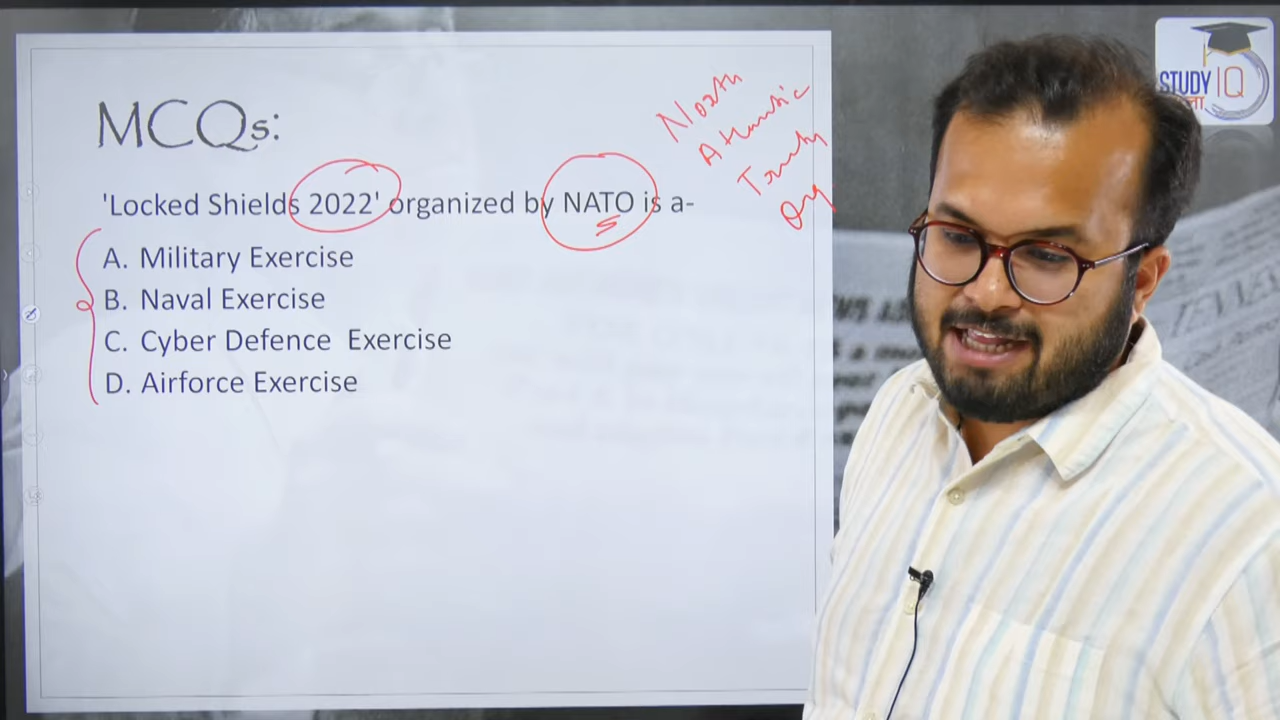 MCQs:
'Locked Shields 2022' organized by NATO is a-
A. Military Exercise
B. Naval Exercise
C. Cyber Defence Exercise
D. Airforce Exercise
North
Atlantic
Treaty
Org
STUDY IQ